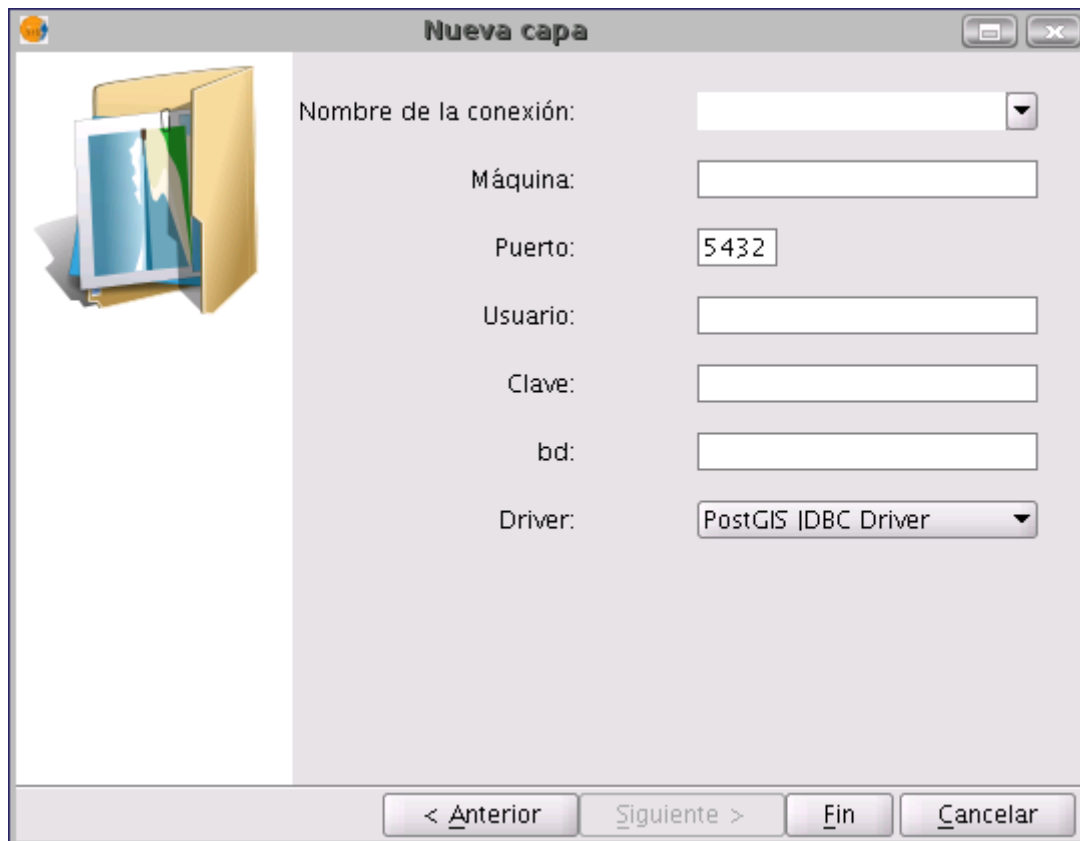 Nueva capa
Nombre de la conexión:
Máquina:
Puerto: 5432
Usuario:
Clave:
bd:
Driver: PostGIS JDBC Driver
< Anterior Siguiente > Fin Cancelar